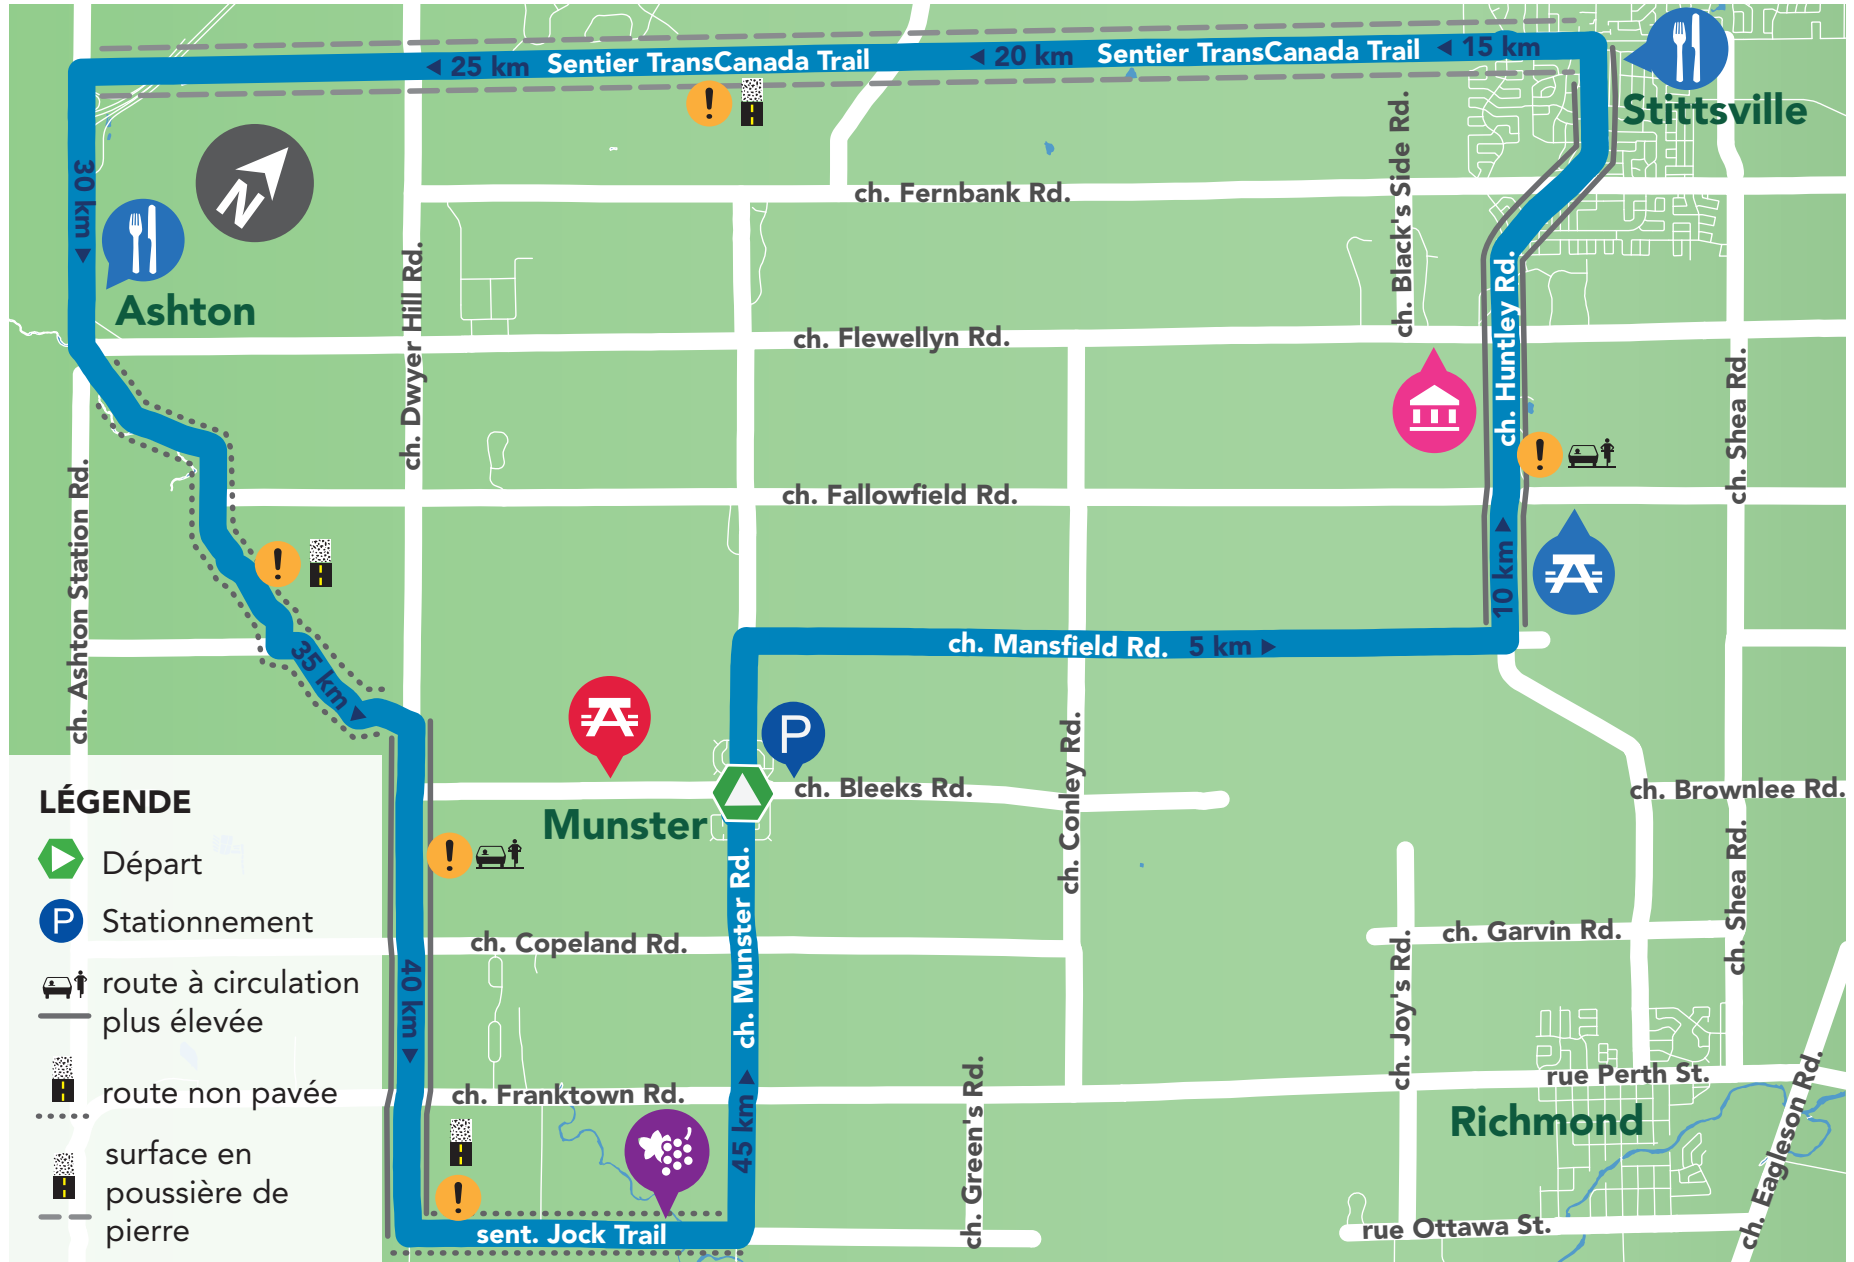 25 km
Sentier TransCanada Trail
20 km
Sentier TransCanada Trail
15 km
Stittsville
30 km
N
Ashton
ch. Fernbank Rd.
ch. Black's Side Rd.
ch. Dwyer Hill Rd.
ch. Flewellyn Rd.
ch. Huntley Rd.
ch. Shea Rd.
ch. Fallowfield Rd.
ch. Ashton Station Rd.
10 km
35 km
ch. Mansfield Rd.
5 km
P
ch. Bleeks Rd.
Munster
ch. Conley Rd.
ch. Brownlee Rd.
ch. Munster Rd.
ch. Shea Rd.
ch. Copeland Rd.
ch. Garvin Rd.
ch. Joy's Rd.
40 km
ch. Franktown Rd.
45 km
ch. Green's Rd.
rue Perth St.
Richmond
ch. Eagleson Rd.
sent. Jock Trail
rue Ottawa St.
LÉGENDE
Départ
P
Stationnement
route à circulation
plus élevée
route non pavée
surface en
poussière de
pierre